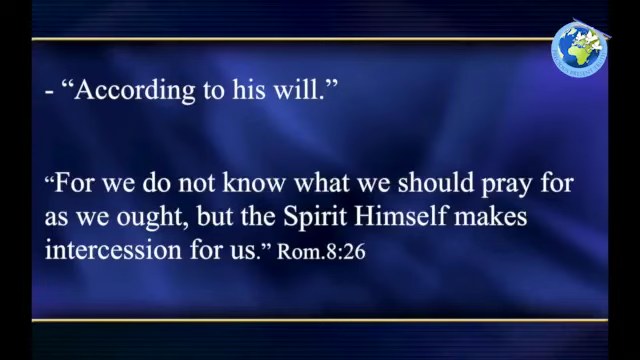 - “According to his will.”
“For we do not know what we should pray for
as we ought, but the Spirit Himself makes
intercession for us.” Rom.8:26